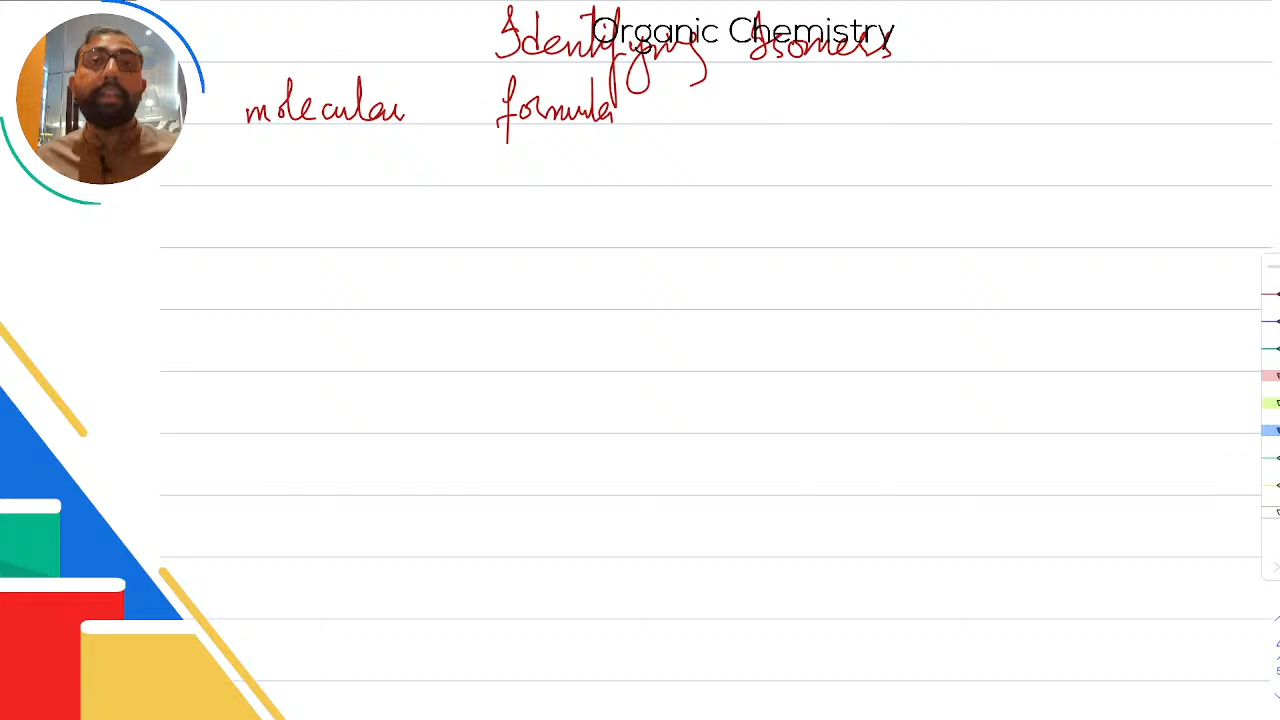 Organic Chemistry
Identifying Isomers
molecular formula